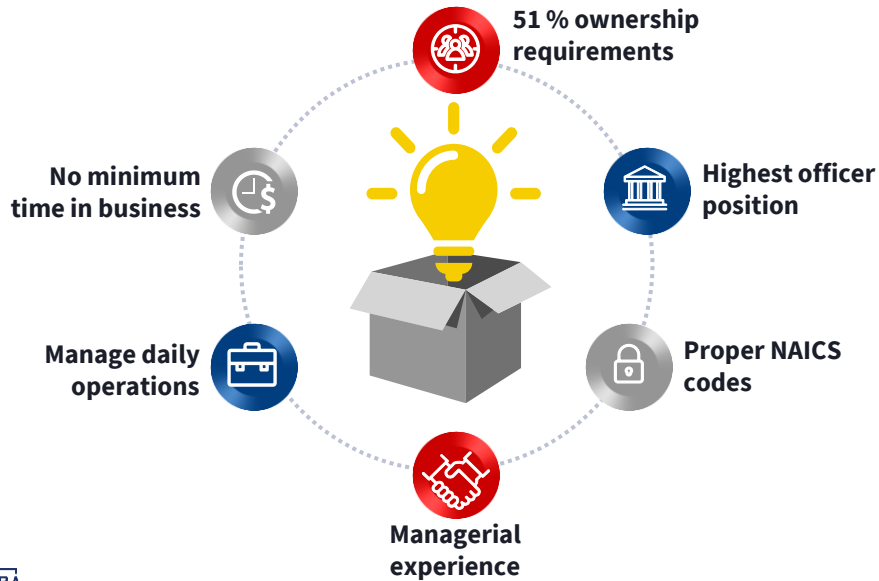 51 % ownership
requirements
Highest officer
position
Proper NAICS
codes
Managerial
experience
Manage daily
operations
No minimum
time in business